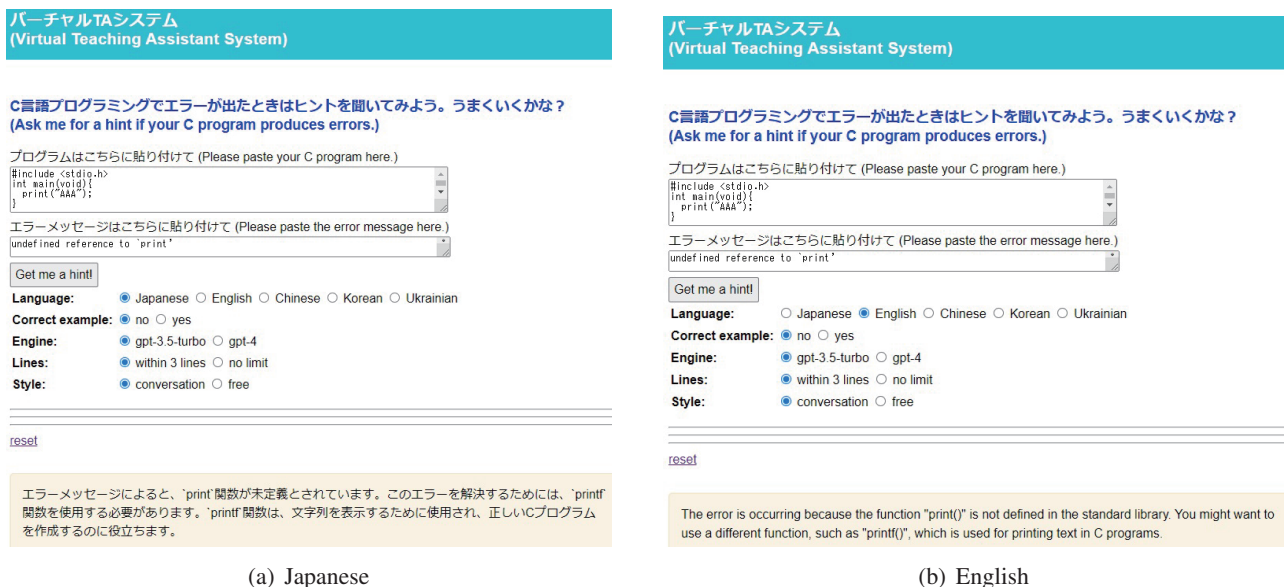 バーチャルTAシステム
(Virtual Teaching Assistant System)
C言語プログラミングでエラーが出たときはヒントを聞いてみよう。うまくいくかな？
(Ask me for a hint if your C program produces errors.)
プログラムはこちらに貼り付けて (Please paste your C program here.)
#include <stdio.h>
int main(void){
print("AAA");
}
エラーメッセージはこちらに貼り付けて (Please paste the error message here.)
undefined reference to `print'
Get me a hint!
Language: Japanese English Chinese Korean Ukrainian
Correct example: no yes
Engine: gpt-3.5-turbo gpt-4
Lines: within 3 lines no limit
Style: conversation free
reset
エラーメッセージによると、`print`関数が未定義とされています。このエラーを解決するためには、`printf`
関数を使用する必要があります。`printf`関数は、文字列を表示するために使用され、正しいCプログラム
を作成するのに役立ちます。
(a) Japanese
バーチャルTAシステム
(Virtual Teaching Assistant System)
C言語プログラミングでエラーが出たときはヒントを聞いてみよう。うまくいくかな？
(Ask me for a hint if your C program produces errors.)
プログラムはこちらに貼り付けて (Please paste your C program here.)
#include <stdio.h>
int main(void){
print("AAA");
}
エラーメッセージはこちらに貼り付けて (Please paste the error message here.)
undefined reference to `print'
Get me a hint!
Language: Japanese English Chinese Korean Ukrainian
Correct example: no yes
Engine: gpt-3.5-turbo gpt-4
Lines: within 3 lines no limit
Style: conversation free
reset
The error is occurring because the function "print()" is not defined in the standard library. You might want to
use a different function, such as "printf()", which is used for printing text in C programs.
(b) English